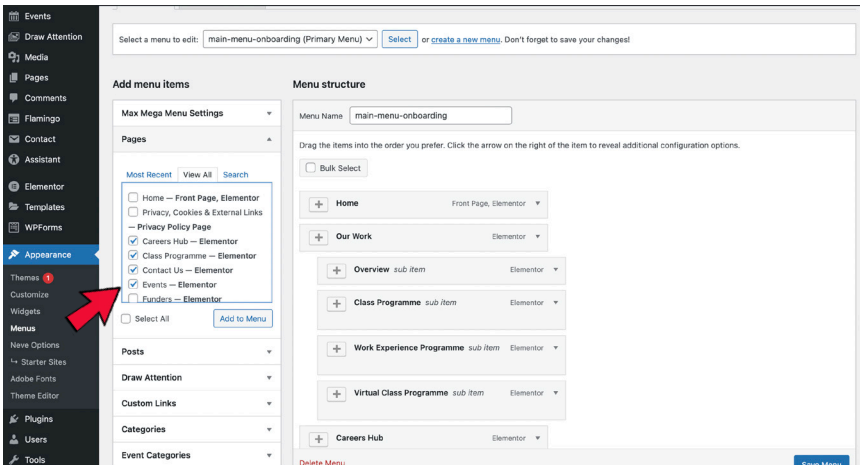 Events
Draw Attention
Media
Pages
Comments
Flamingo
Contact
Assistant
Elementor
Templates
WPForms
Appearance
Themes 1
Customize
Widgets
Menus
Neve Options
Starter Sites
Adobe Fonts
Theme Editor
Plugins
Users
Tools
Select a menu to edit: main-menu-onboarding (Primary Menu) Select or create a new menu. Don't forget to save your changes!
Add menu items
Max Mega Menu Settings
Pages
Most Recent View All Search
Home — Front Page, Elementor
Privacy, Cookies & External Links
— Privacy Policy Page
Careers Hub — Elementor
Class Programme — Elementor
Contact Us — Elementor
Events — Elementor
Funders — Elementor
Select All Add to Menu
Posts
Draw Attention
Custom Links
Categories
Event Categories
Menu structure
Menu Name main-menu-onboarding
Drag the items into the order you prefer. Click the arrow on the right of the item to reveal additional configuration options.
Bulk Select
Home Front Page, Elementor
Our Work Elementor
Overview sub item Elementor
Class Programme sub item Elementor
Work Experience Programme sub item Elementor
Virtual Class Programme sub item Elementor
Careers Hub Elementor
Delete Menu Save Menu